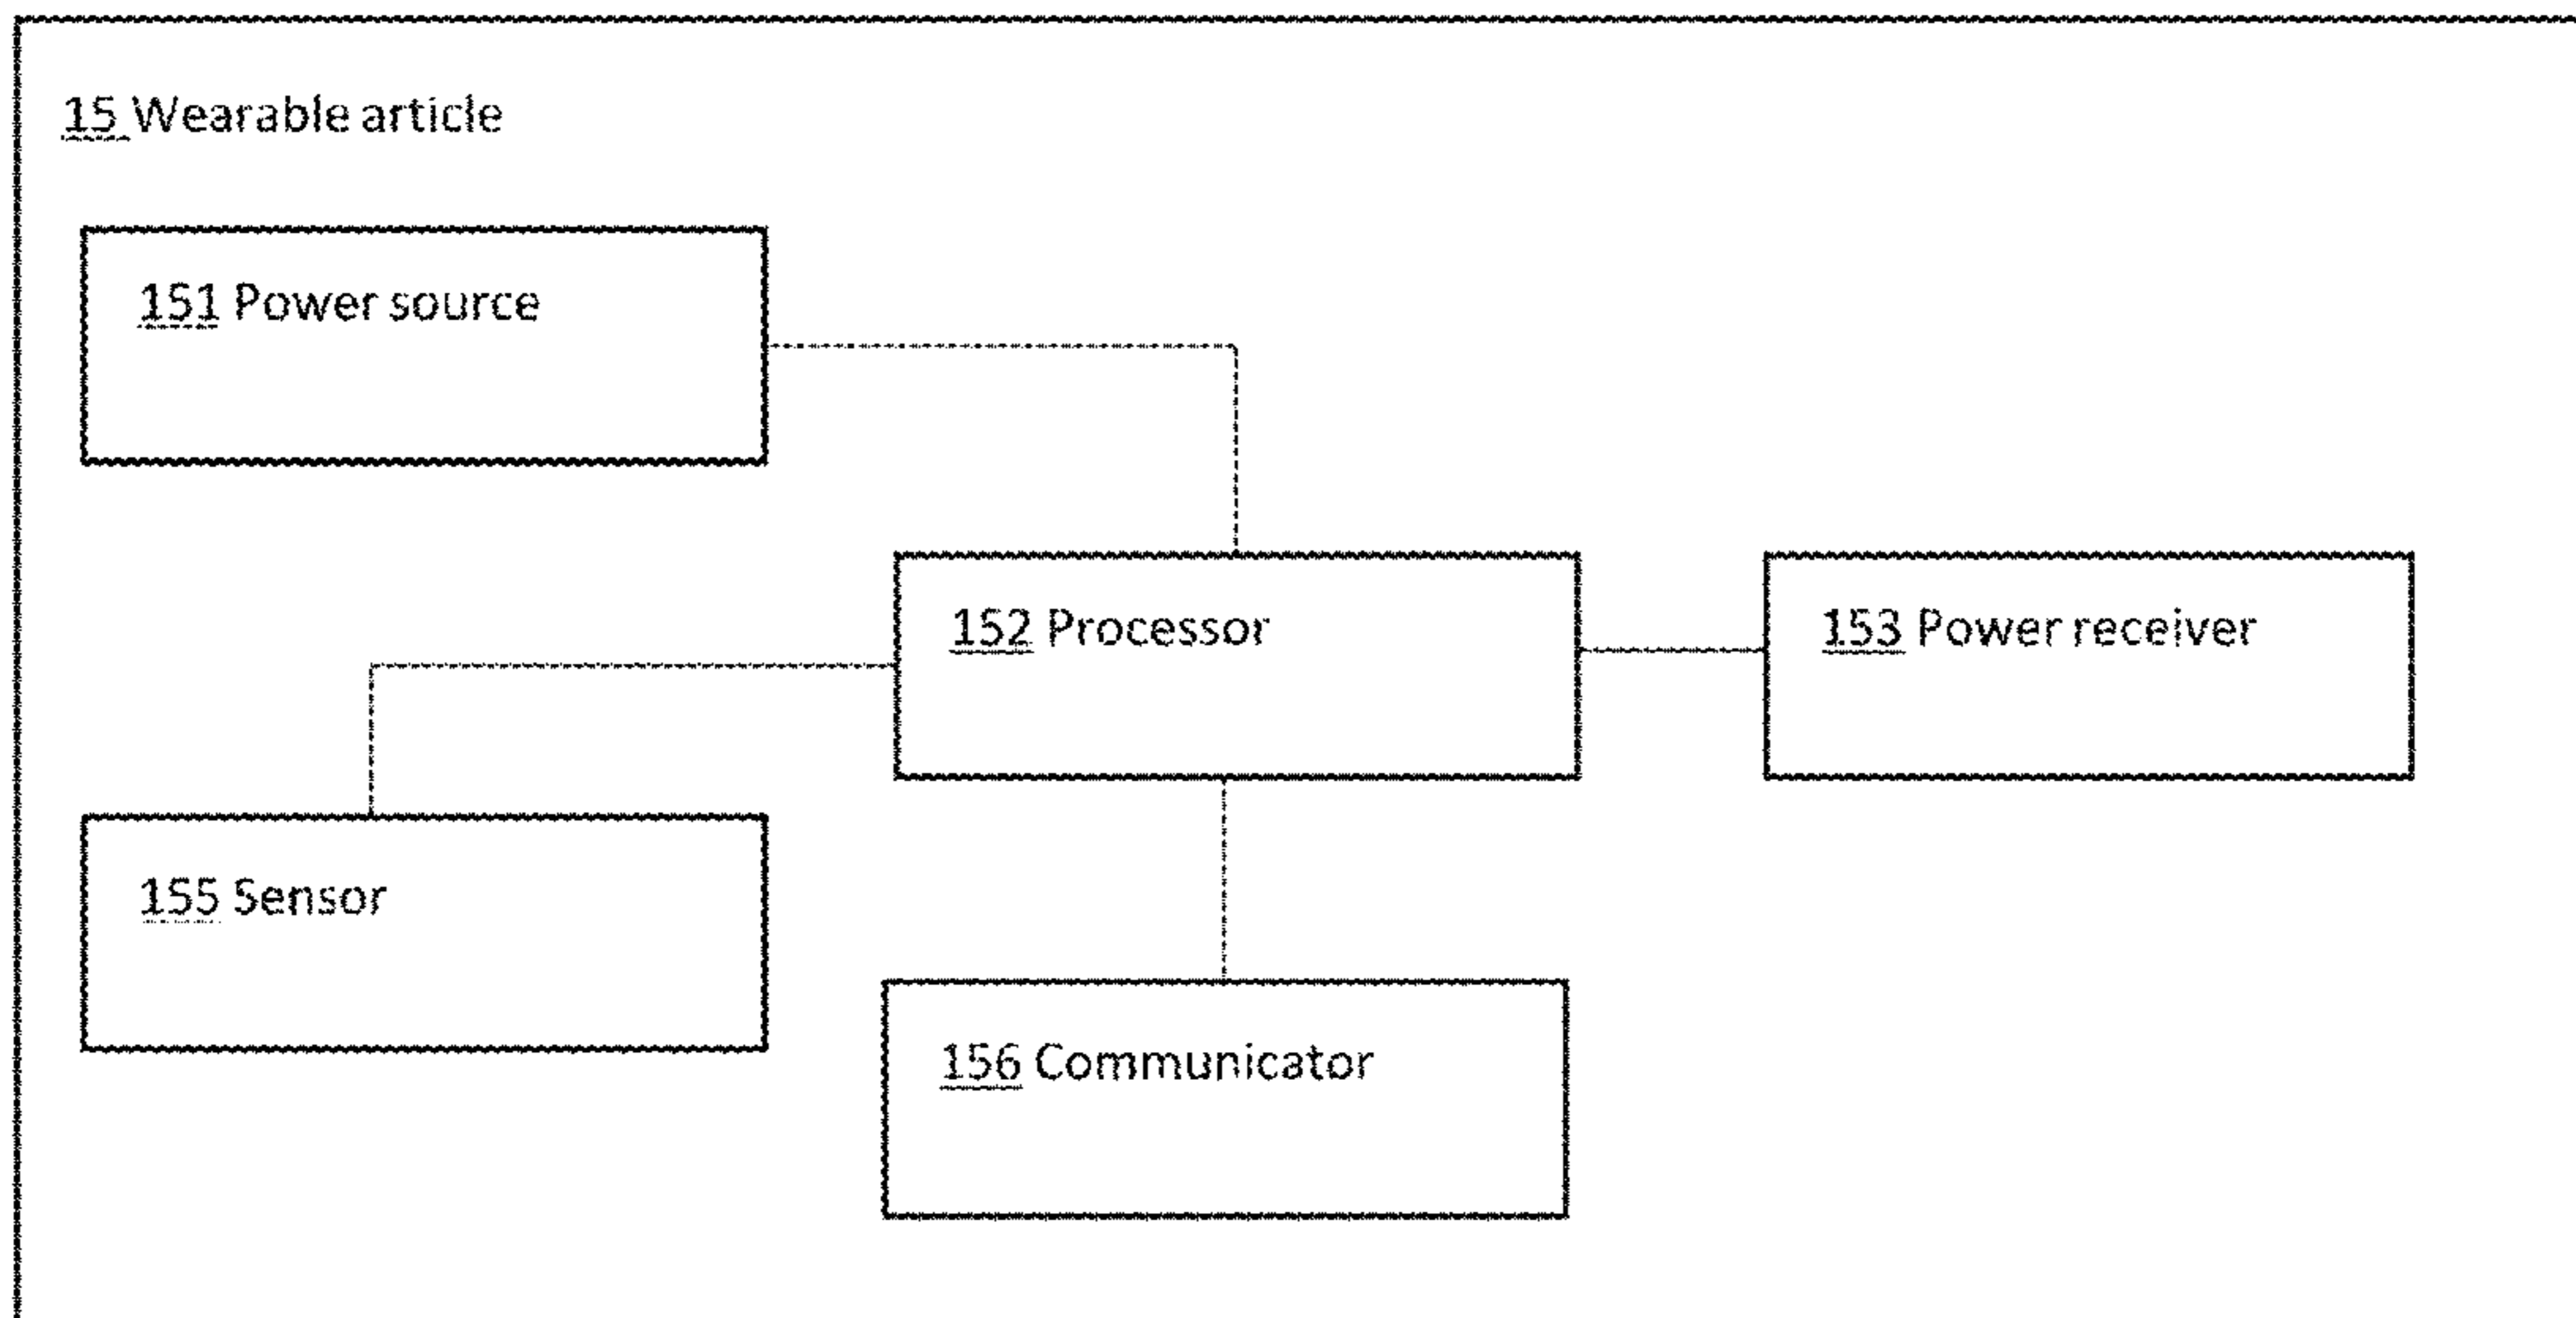 15 Wearable article
151 Power source
152 Processor
153 Power receiver
155 Sensor
156 Communicator